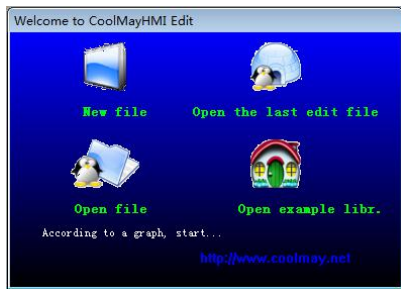 Welcome to CoolMayHMI Edit
New file
Open the last edit file
Open file
Open example libr.
According to a graph, start...
http://www.coolmay.net